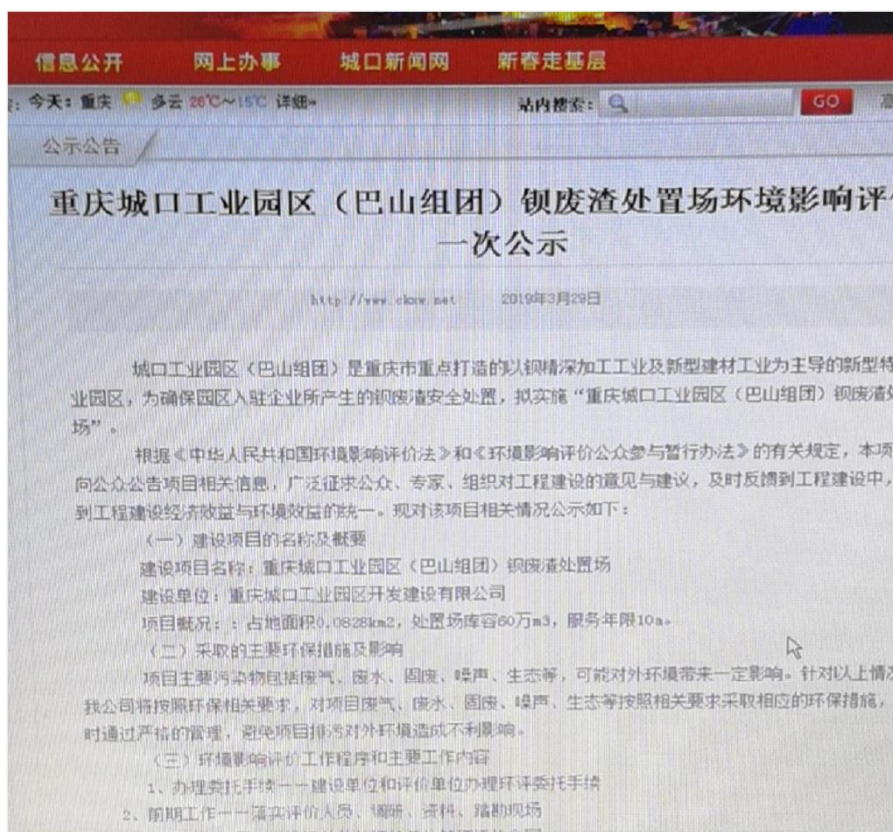 信息公开 网上办事 城口新闻网 新春走基层
今天：重庆 多云 28℃～15℃ 详细» 站内搜索： GO 高
公示公告
重庆城口工业园区（巴山组团）钡废渣处置场环境影响评
一次公示
http://www.ckxw.net 2019年3月29日
城口工业园区（巴山组团）是重庆市重点打造的以钡精深加工工业及新型建材工业为主导的新型特
业园区，为确保园区入驻企业所产生的钡废渣安全处置，拟实施“重庆城口工业园区（巴山组团）钡废渣处
场”。
根据《中华人民共和国环境影响评价法》和《环境影响评价公众参与暂行办法》的有关规定，本项
向公众公告项目相关信息，广泛征求公众、专家、组织对工程建设的意见与建议，及时反馈到工程建设中，
到工程建设经济效益与环境效益的统一。现对该项目相关情况公示如下：
（一）建设项目的名称及概要
建设项目名称：重庆城口工业园区（巴山组团）钡废渣处置场
建设单位：重庆城口工业园区开发建设有限公司
项目概况：：占地面积0.0828km2，处置场库容60万m3，服务年限10a。
（二）采取的主要环保措施及影响
项目主要污染物包括废气、废水、固废、噪声、生态等，可能对外环境带来一定影响。针对以上情况
我公司将按照环保相关要求，对项目废气、废水、固废、噪声、生态等按照相关要求采取相应的环保措施，
时通过严格的管理，避免项目排污对外环境造成不利影响。
（三）环境影响评价工作程序和主要工作内容
1、办理委托手续——建设单位和评价单位办理环评委托手续
2、前期工作——落实评价人员、调研、资料、踏勘现场